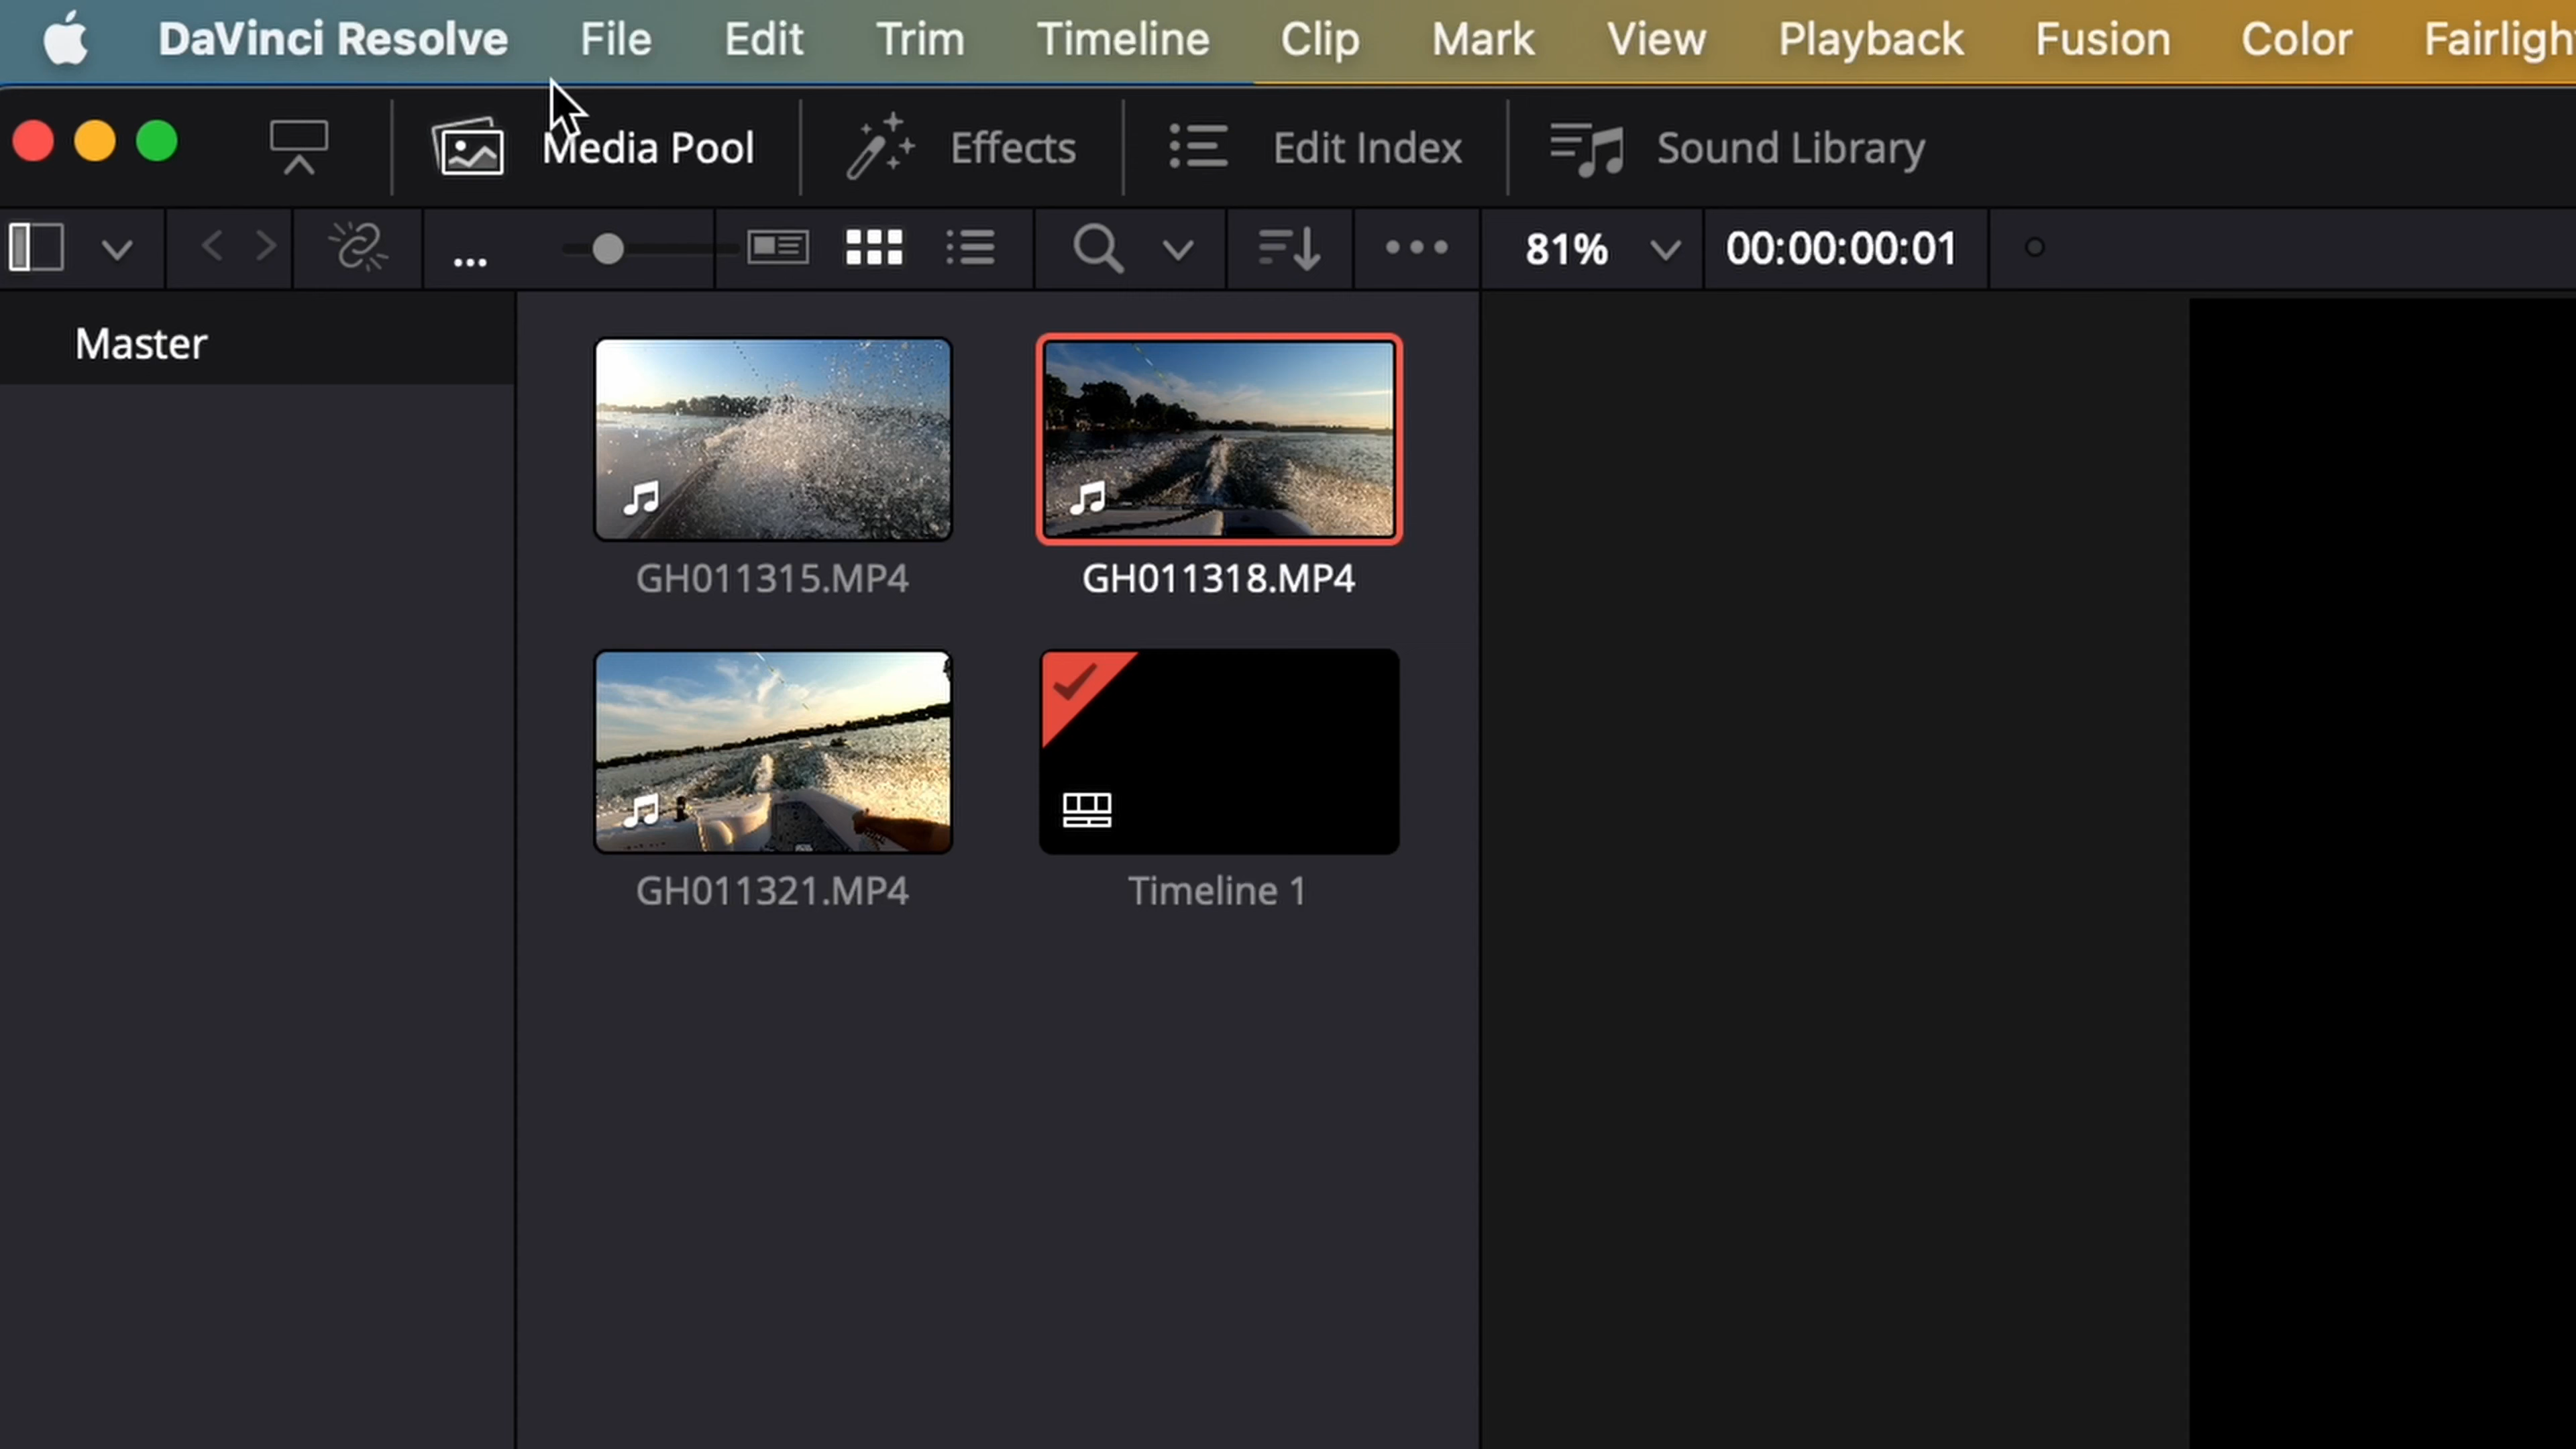 DaVinci Resolve File Edit Trim Timeline Clip Mark View Playback Fusion Color Fairligh
Media Pool Effects Edit Index Sound Library
... 81% 00:00:00:01
Master
GH011315.MP4 GH011318.MP4
GH011321.MP4 Timeline 1